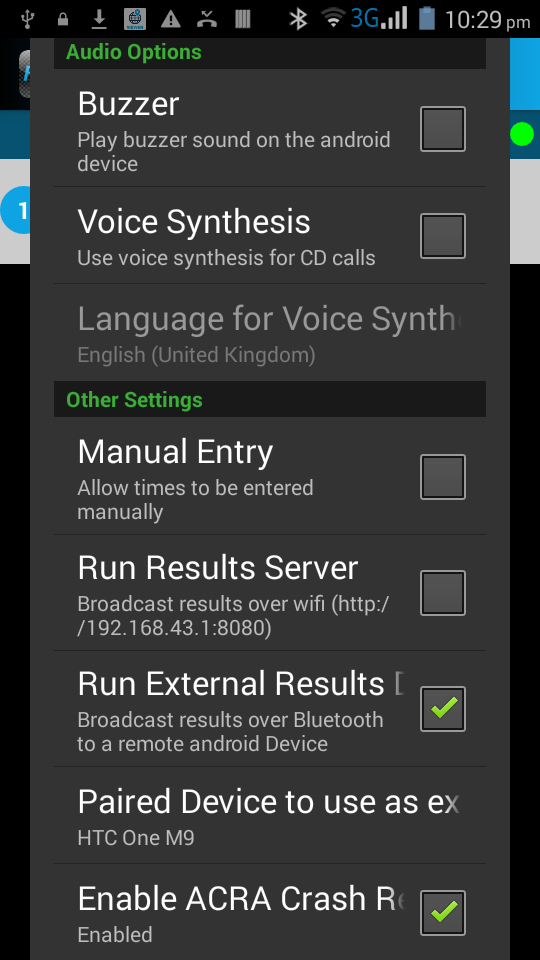 3G 10:29 pm
Audio Options
Buzzer
Play buzzer sound on the android
device
1
Voice Synthesis
Use voice synthesis for CD calls
Language for Voice Synth
English (United Kingdom)
Other Settings
Manual Entry
Allow times to be entered
manually
Run Results Server
Broadcast results over wifi (http:/
/192.168.43.1:8080)
Run External Results
Broadcast results over Bluetooth
to a remote android Device
Paired Device to use as ex
HTC One M9
Enable ACRA Crash Re
Enabled